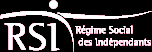 RSI
Régime Social
des Indépendants